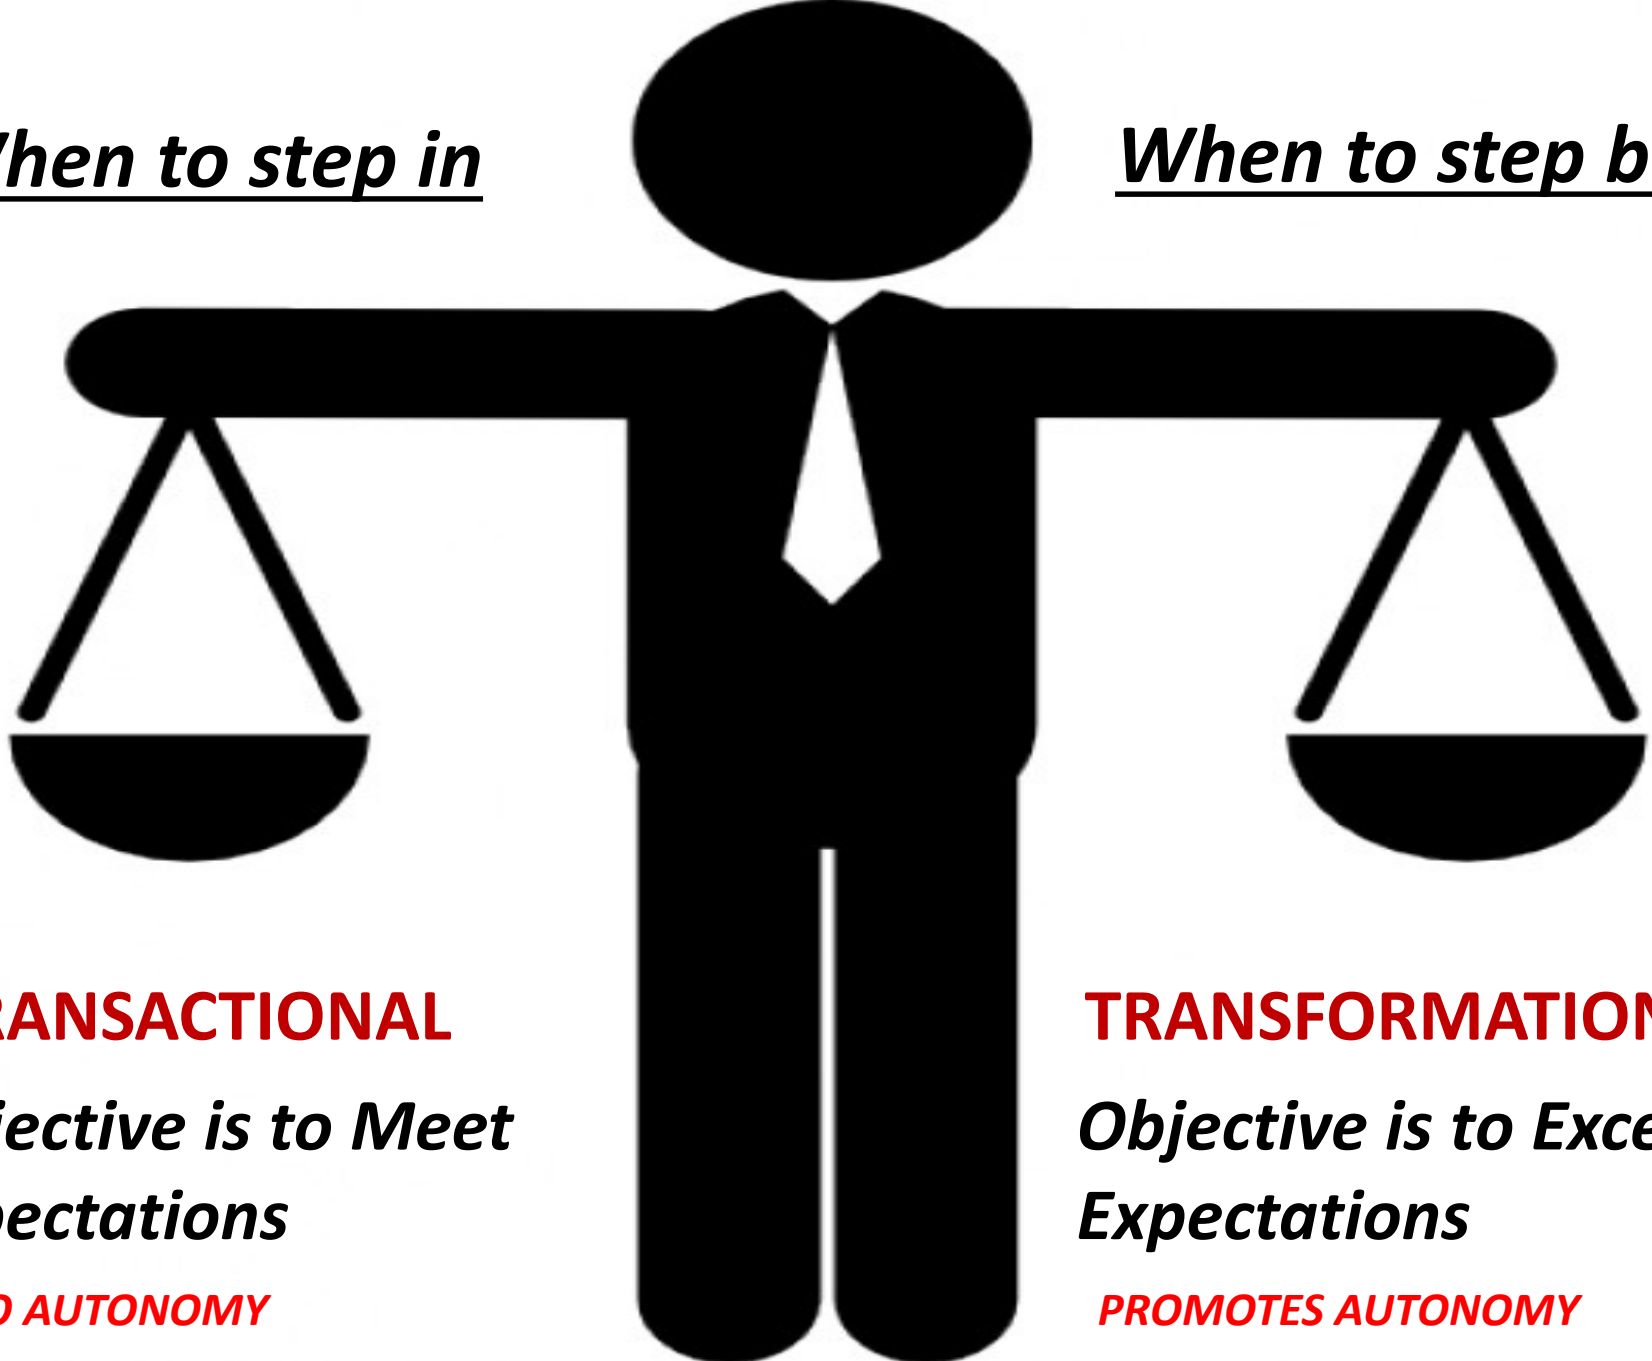 hen to step in
When to step b
RANSACTIONAL
TRANSFORMATION
jective is to Meet
pectations
Objective is to Exce
Expectations
O AUTONOMY
PROMOTES AUTONOMY